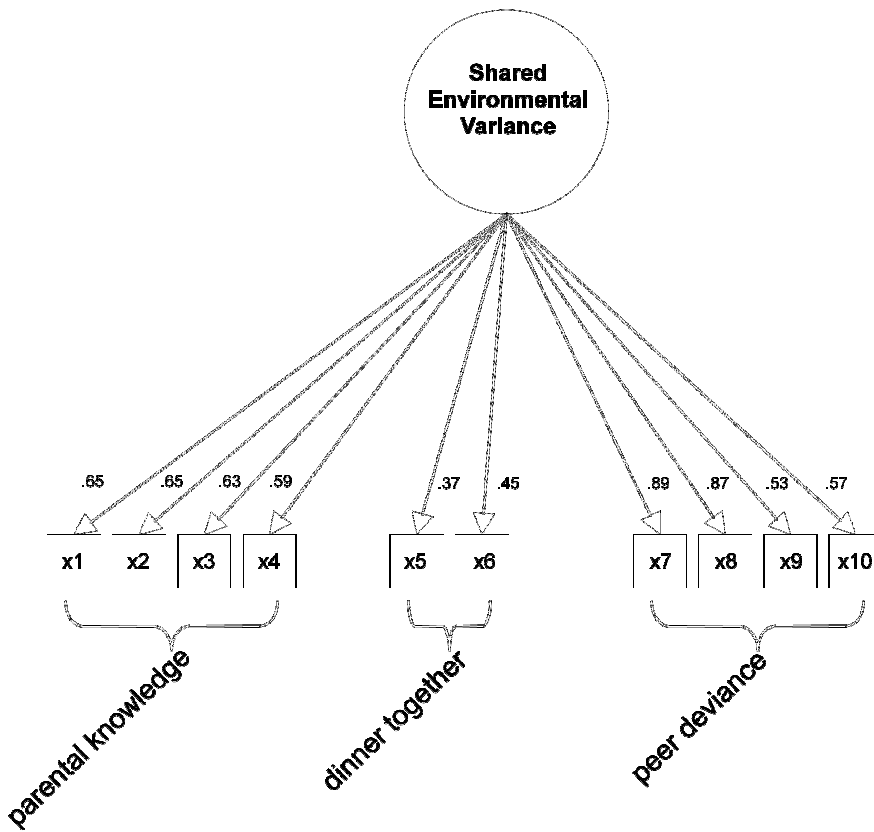 Shared
Environmental
Variance
.65 .65 .63 .59 .37 .45 .89 .87 .53 .57
x1 x2 x3 x4 x5 x6 x7 x8 x9 x10
parental knowledge
dinner together
peer deviance